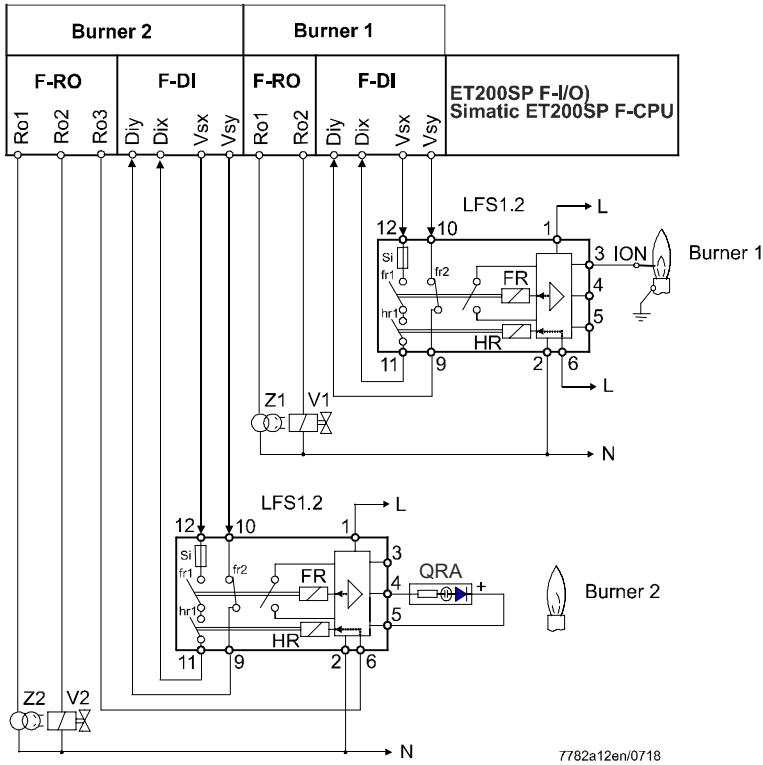 Burner 2 Burner 1
F-RO F-DI F-RO F-DI
ET200SP F-I/O)
Simatic ET200SP F-CPU
Ro1 Ro2 Ro3 Diy Dix Vsx Vsy Ro1 Ro2 Diy Dix Vsx Vsy
LFS1.2 L
12 10 1
Si
fr1 fr2 FR
3 ION
Burner 1
4
hr1
5
HR
11 9 2 6
L
Z1 V1
N
LFS1.2 L
12 10 1
Si
fr1 fr2 FR
3
4 QRA +
Burner 2
hr1
5
HR
11 9 2 6
Z2 V2
N
7782a12en/0718